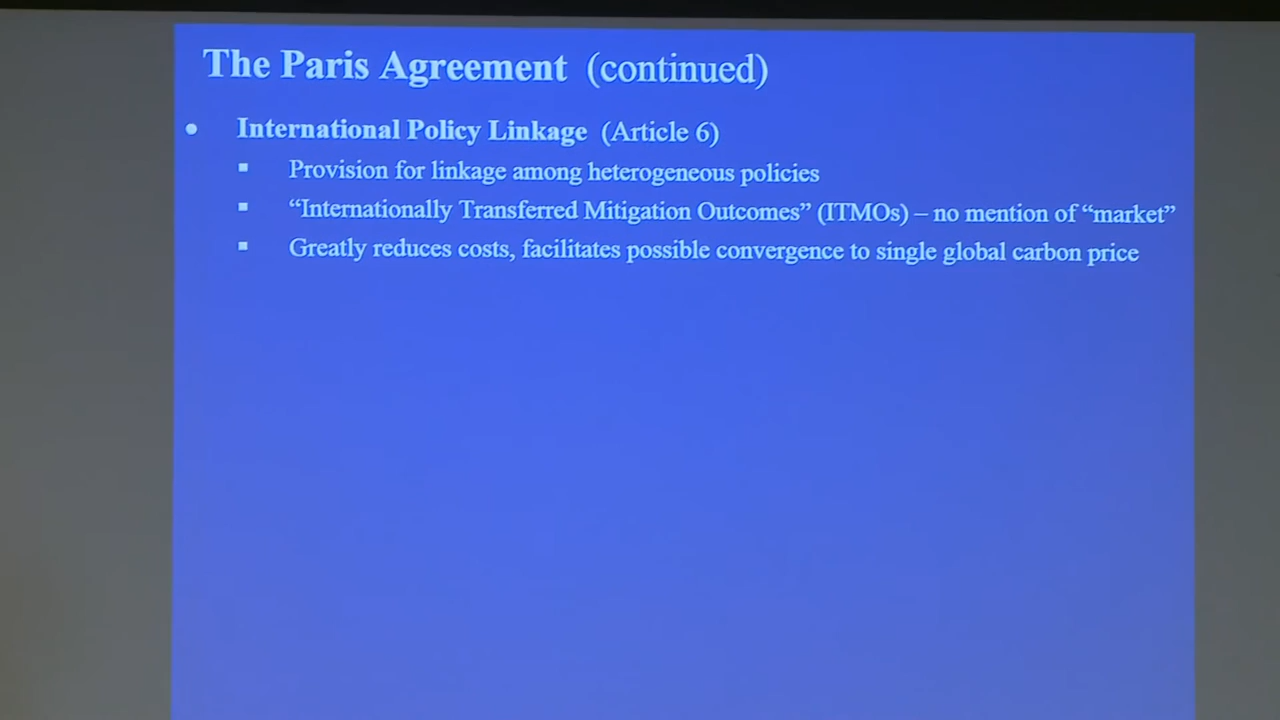 The Paris Agreement (continued)
• International Policy Linkage (Article 6)
▪ Provision for linkage among heterogeneous policies
▪ “Internationally Transferred Mitigation Outcomes” (ITMOs) – no mention of “market”
▪ Greatly reduces costs, facilitates possible convergence to single global carbon price